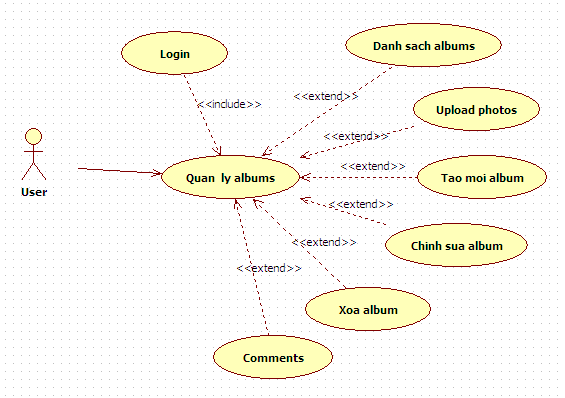 Danh sach albums
Login
<<extend>>
<<include>>
Upload photos
<<extend>>
<<extend>>
Quan ly albums
Tao moi album
User
Chinh sua album
<<extend>>
<<extend>>
Xoa album
Comments